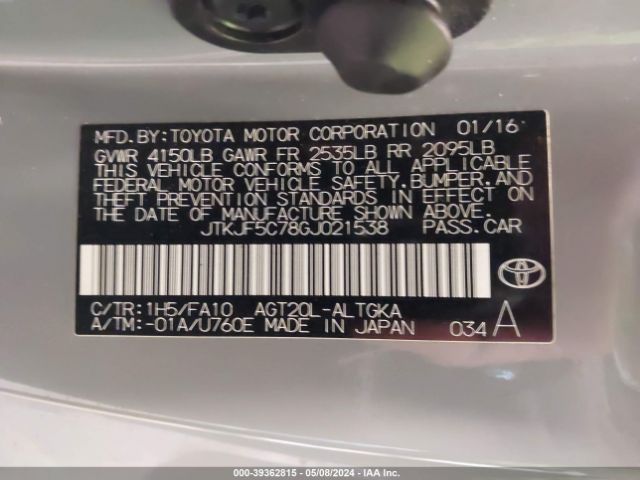 MFD. BY: TOYOTA MOTOR CORPORATION 01/16
GVWR 4150LB GAWR FR 2535LB RR 2095LB
THIS VEHICLE CONFORMS TO ALL APPLICABLE
FEDERAL MOTOR VEHICLE SAFETY, BUMPER, AND
THEFT PREVENTION STANDARDS IN EFFECT ON
THE DATE OF MANUFACTURE SHOWN ABOVE.
JTKJF5C78GJ021538 PASS. CAR
C/TR: 1H5/FA10 AGT20L-ALTGKA
A/TM: -01A/U760E MADE IN JAPAN 034 A
000-39362815 - 05/08/2024 - IAA